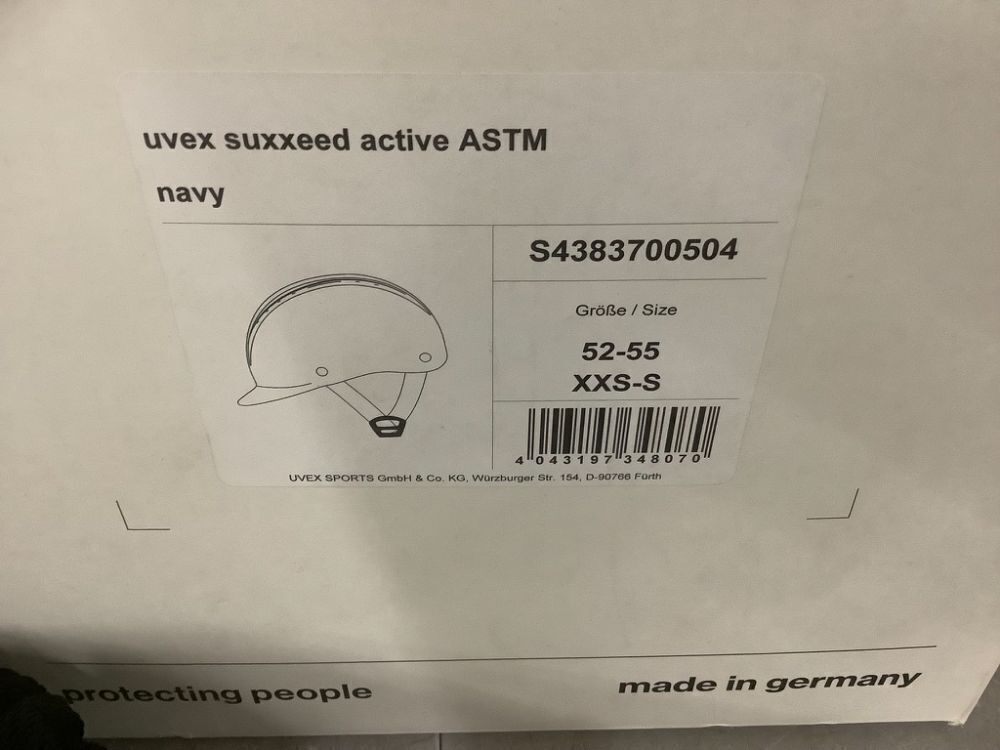 uvex suxxeed active ASTM
navy
S4383700504
Größe / Size
52-55
XXS-S
4 043197 348070
UVEX SPORTS GmbH & Co. KG, Würzburger Str. 154, D-90766 Fürth
protecting people
made in germany